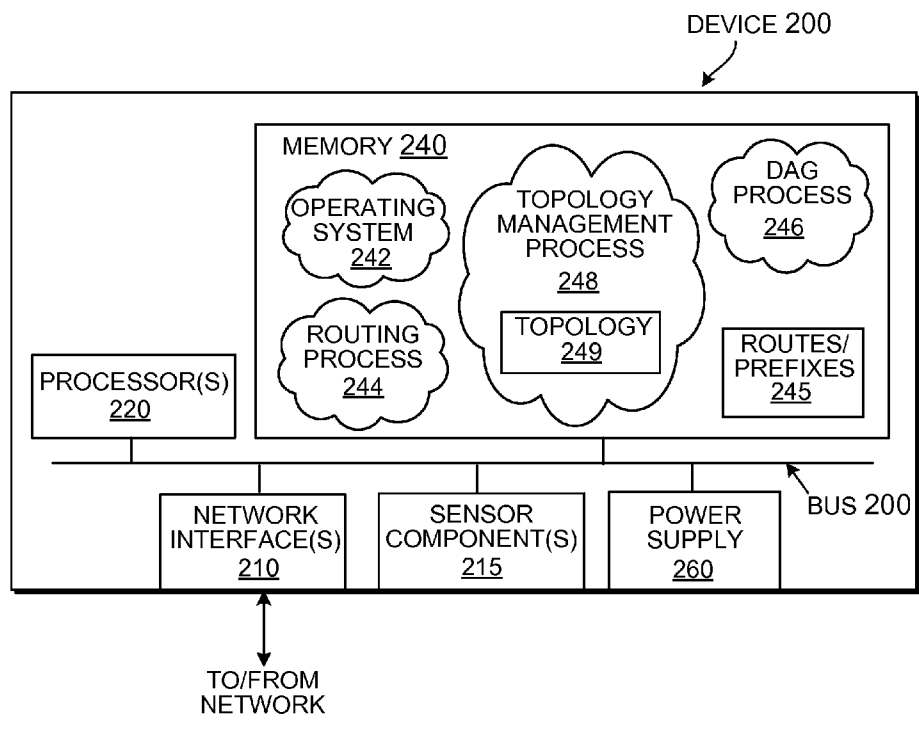 DEVICE 200
MEMORY 240
OPERATING
SYSTEM
242
ROUTING
PROCESS
244
TOPOLOGY
MANAGEMENT
PROCESS
248
TOPOLOGY
249
DAG
PROCESS
246
ROUTES/
PREFIXES
245
PROCESSOR(S)
220
BUS 200
NETWORK
INTERFACE(S)
210
SENSOR
COMPONENT(S)
215
POWER
SUPPLY
260
TO/FROM
NETWORK